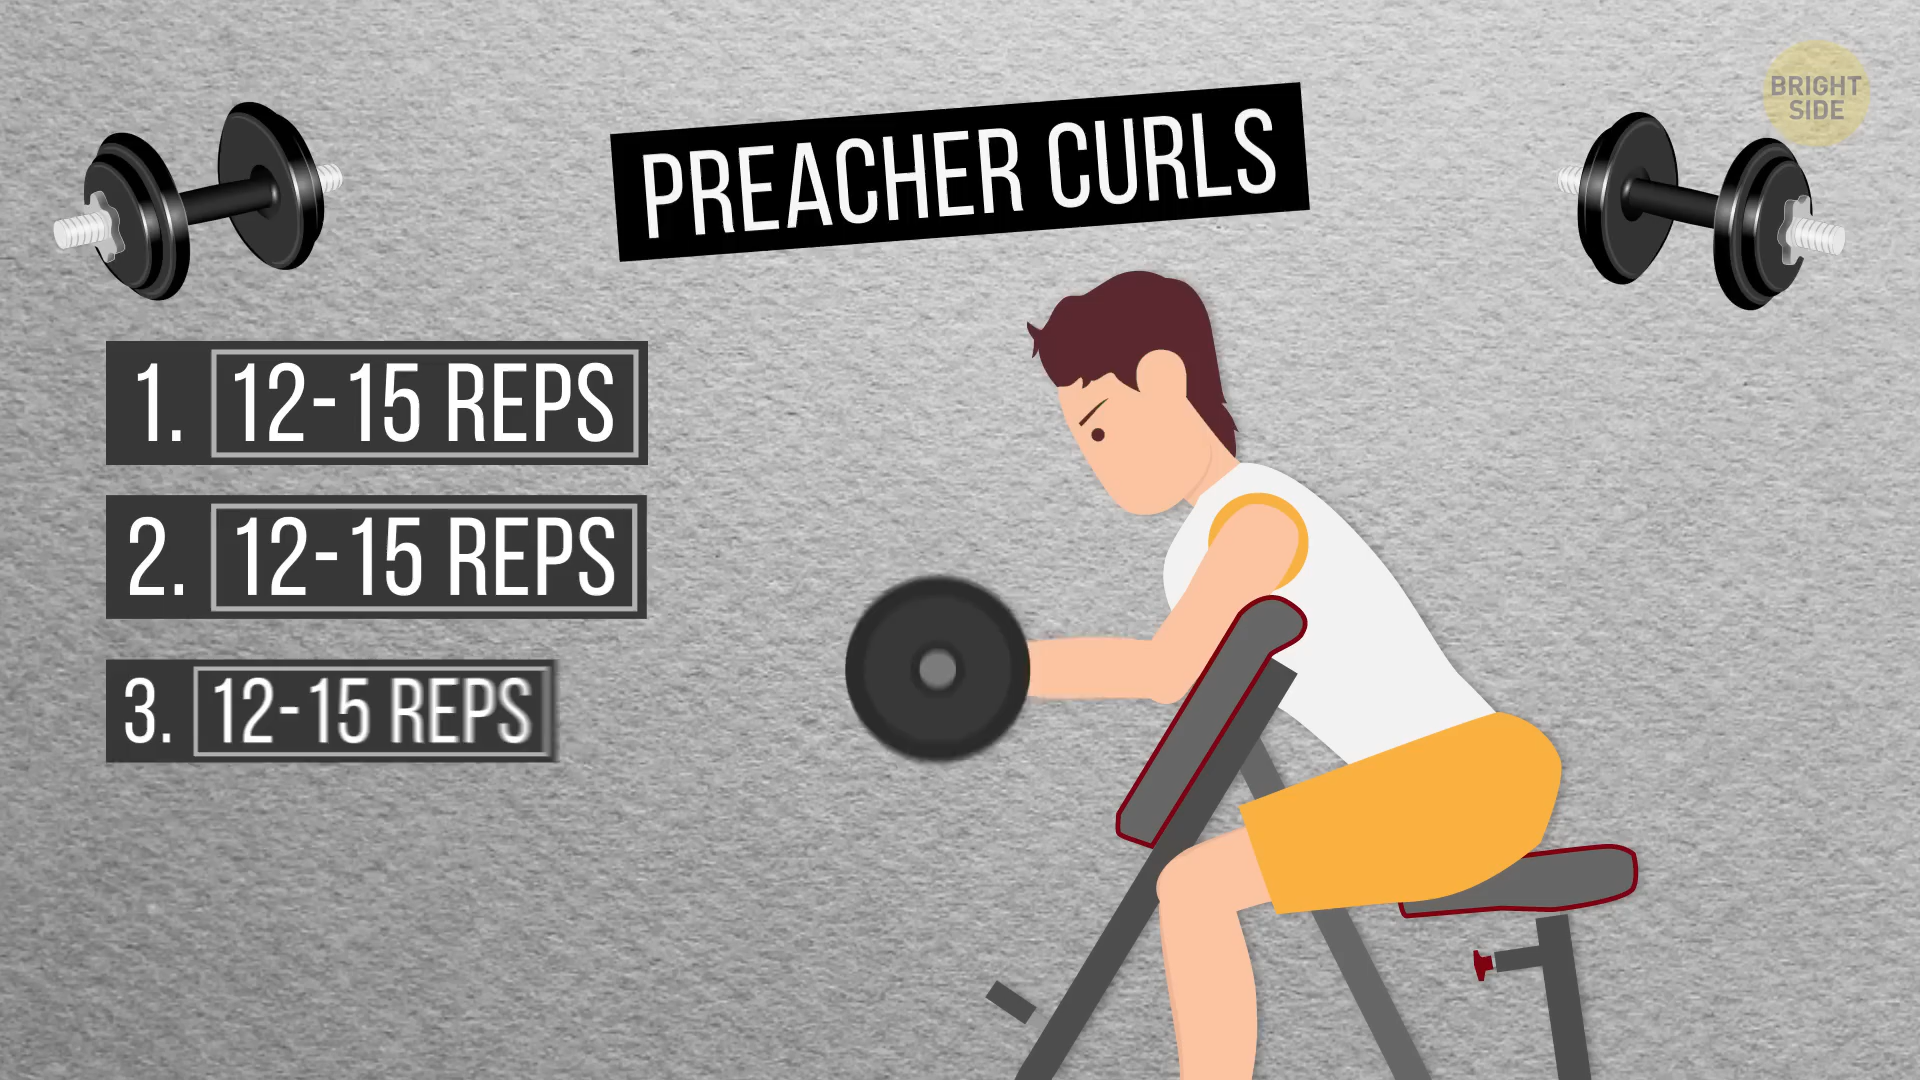 BRIGHT
SIDE
PREACHER CURLS
1. 12-15 REPS
2. 12-15 REPS
3. 12-15 REPS